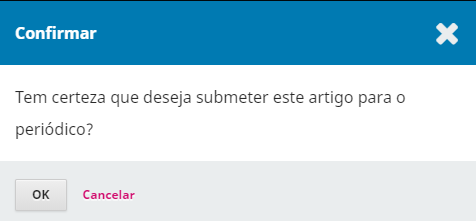 Confirmar
Tem certeza que deseja submeter este artigo para o
periódico?
OK Cancelar